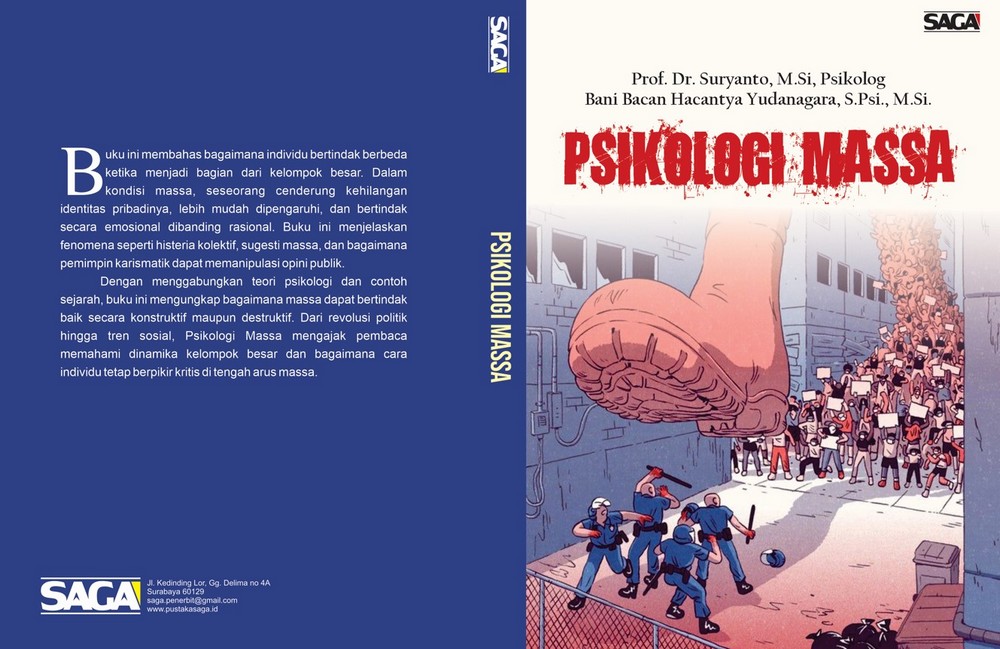 Buku ini membahas bagaimana individu bertindak berbeda
ketika menjadi bagian dari kelompok besar. Dalam
kondisi massa, seseorang cenderung kehilangan
identitas pribadinya, lebih mudah dipengaruhi, dan bertindak
secara emosional dibanding rasional. Buku ini menjelaskan
fenomena seperti histeria kolektif, sugesti massa, dan bagaimana
pemimpin karismatik dapat memanipulasi opini publik.
Dengan menggabungkan teori psikologi dan contoh
sejarah, buku ini mengungkap bagaimana massa dapat bertindak
baik secara konstruktif maupun destruktif. Dari revolusi politik
hingga tren sosial, Psikologi Massa mengajak pembaca
memahami dinamika kelompok besar dan bagaimana cara
individu tetap berpikir kritis di tengah arus massa.
SAGA
Jl. Kedinding Lor, Gg. Delima no 4A
Surabaya 60129
saga.penerbit@gmail.com
www.pustakasaga.id
SAGA
PSIKOLOGI MASSA
SAGA
Prof. Dr. Suryanto, M.Si, Psikolog
Bani Bacan Hacantya Yudanagara, S.Psi., M.Si.
PSIKOLOGI MASSA